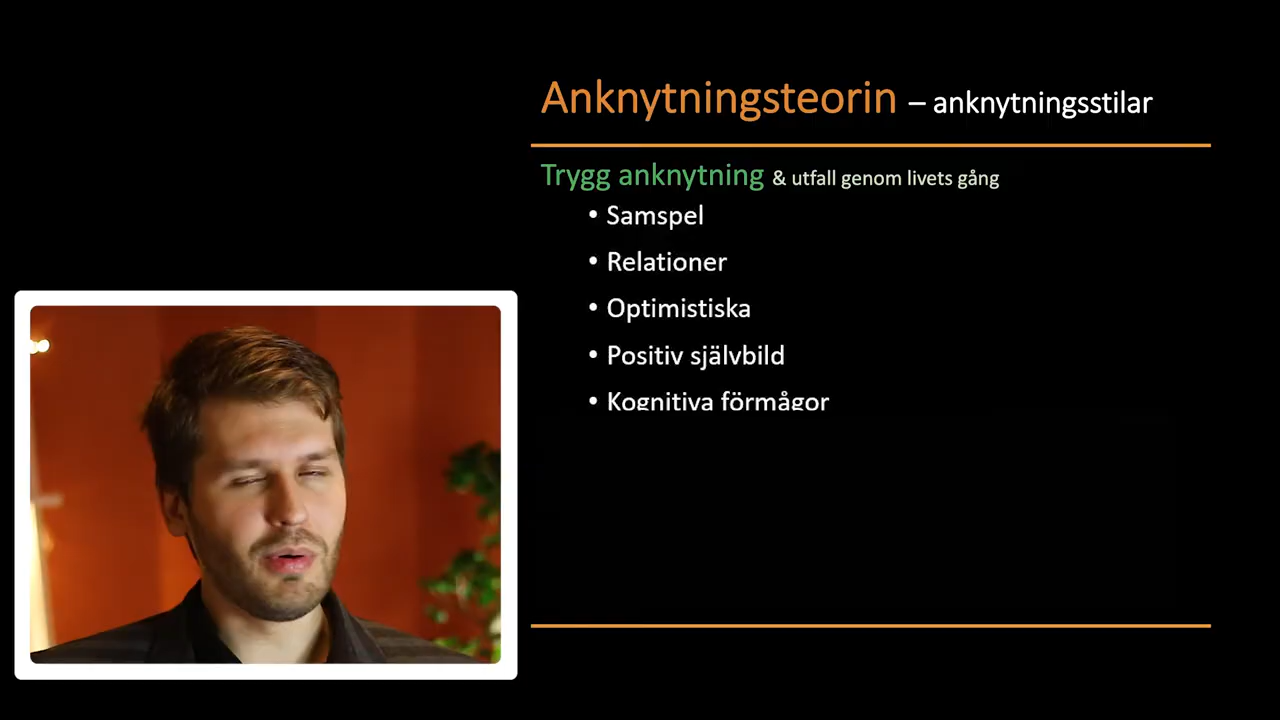 Anknytningsteorin – anknytningsstilar
Trygg anknytning & utfall genom livets gång
• Samspel
• Relationer
• Optimistiska
• Positiv självbild
• Kognitiva förmågor